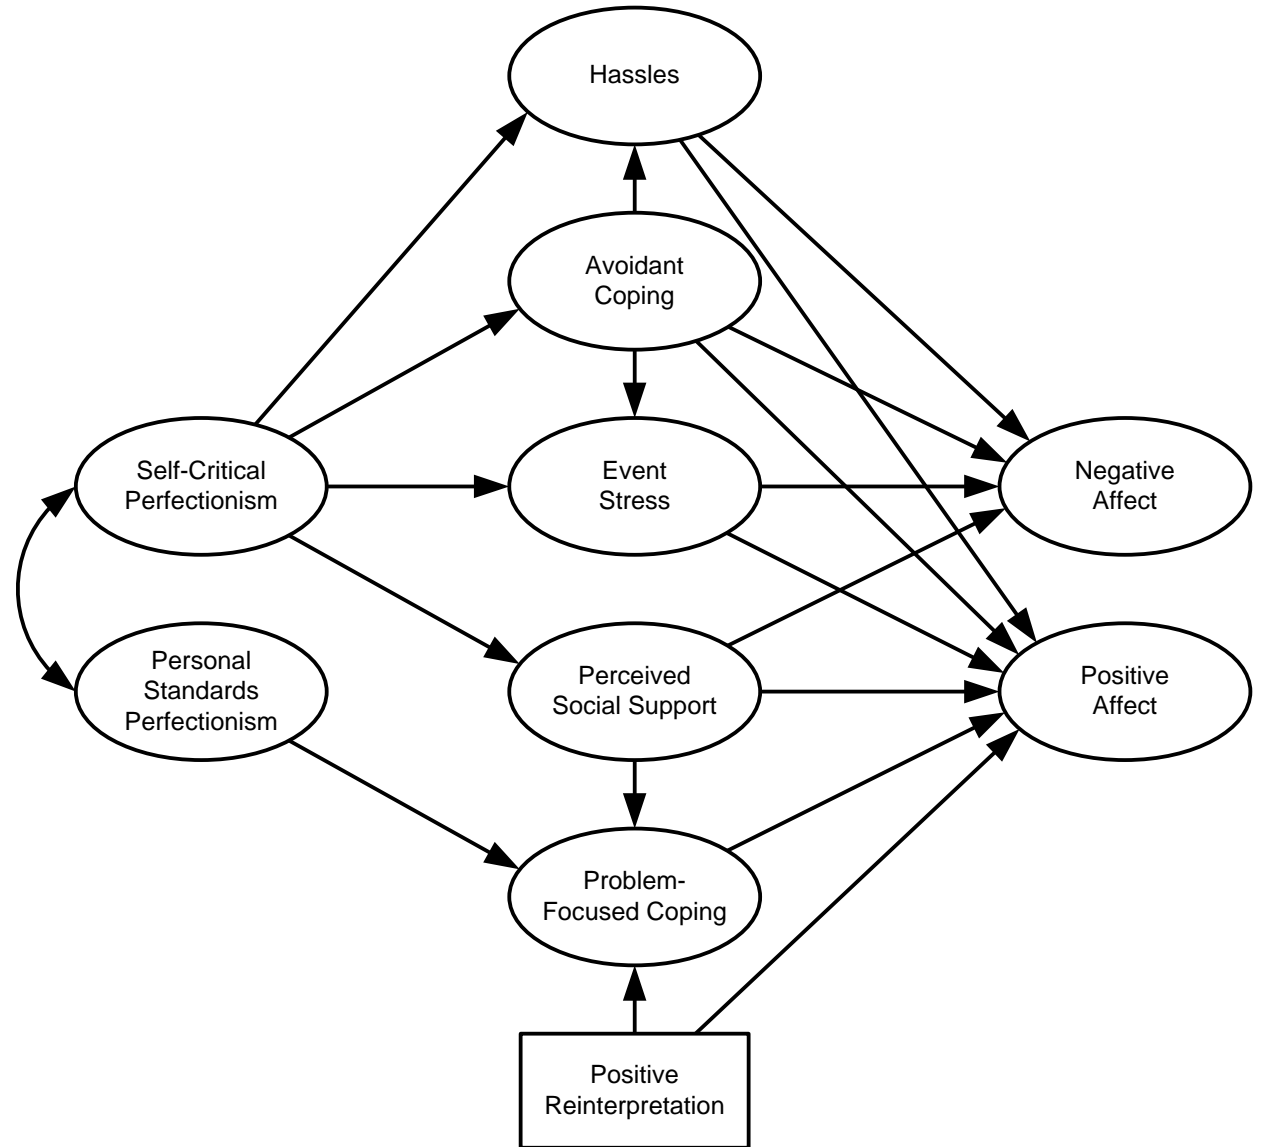 Hassles
Avoidant
Coping
Self-Critical
Perfectionism
Event
Stress
Negative
Affect
Personal
Standards
Perfectionism
Perceived
Social Support
Positive
Affect
Problem-
Focused Coping
Positive
Reinterpretation